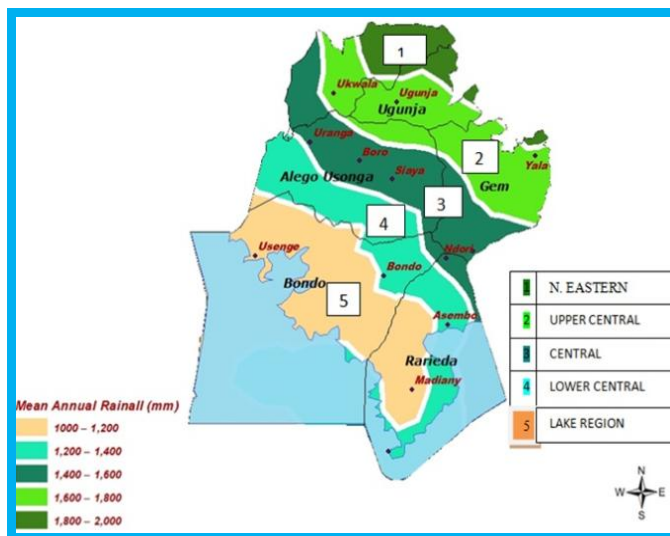 1
Ukwala
Ugunja
Ugunja
Uranga
Boro
Siaya
2
Yala
Gem
Alego Usonga
3
4
Usenge
Ndori
Bondo
Bondo
5
Asembo
Rarieda
Madiany
1 N. EASTERN
2 UPPER CENTRAL
3 CENTRAL
4 LOWER CENTRAL
5 LAKE REGION
Mean Annual Rainall (mm)
1000 – 1,200
1,200 – 1,400
1,400 – 1,600
1,600 – 1,800
1,800 – 2,000
N
W E
S